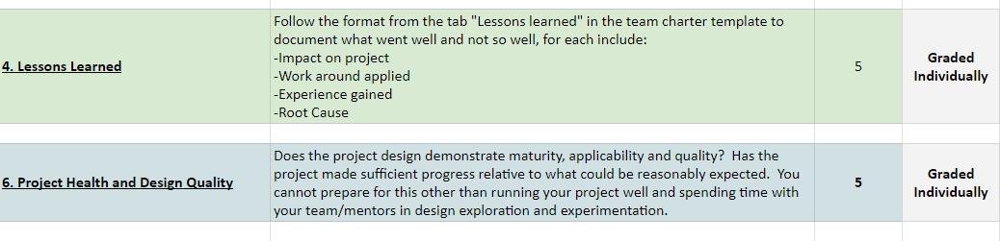 Follow the format from the tab "Lessons learned" in the team charter template to
document what went well and not so well, for each include:
-Impact on project
4. Lessons Learned
-Work around applied
5
Graded
Individually
-Experience gained
-Root Cause
Does the project design demonstrate maturity, applicability and quality?  Has the
6. Project Health and Design Quality
project made sufficient progress relative to what could be reasonably expected.  You
cannot prepare for this other than running your project well and spending time with
your team/mentors in design exploration and experimentation.
5
Graded
Individually